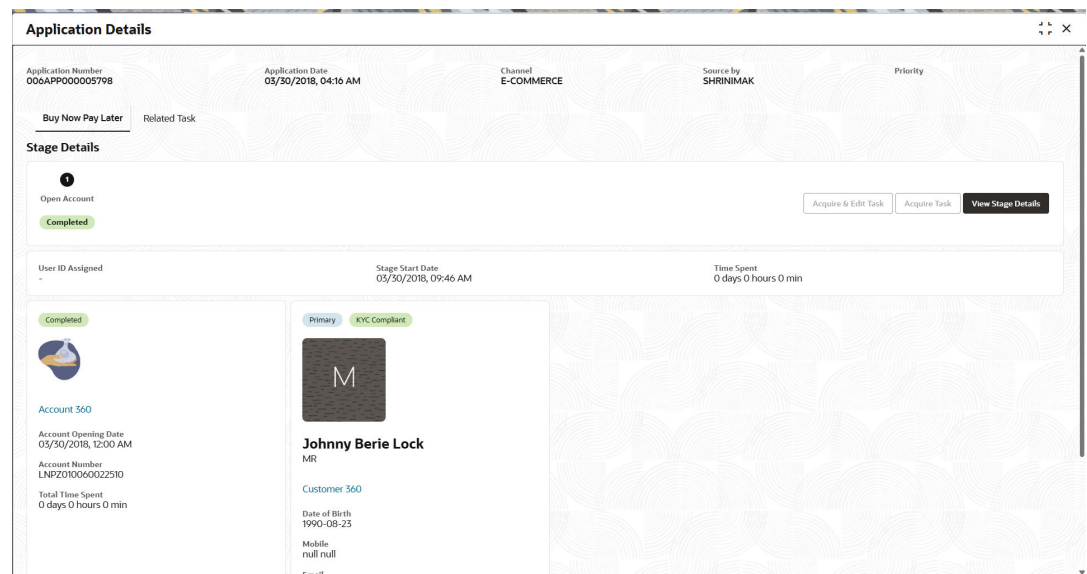 Application Details
Application Number
006APP000005798
Application Date
03/30/2018, 04:16 AM
Channel
E-COMMERCE
Source by
SHRINIMAK
Priority
Buy Now Pay Later
Related Task
Stage Details
1
Open Account
Completed
Acquire & Edit Task
Acquire Task
View Stage Details
User ID Assigned
-
Stage Start Date
03/30/2018, 09:46 AM
Time Spent
0 days 0 hours 0 min
Completed
Account 360
Account Opening Date
03/30/2018, 12:00 AM
Account Number
LNPZ010060022510
Total Time Spent
0 days 0 hours 0 min
Primary
KYC Compliant
M
Johnny Berie Lock
MR
Customer 360
Date of Birth
1990-08-23
Mobile
null null
Email